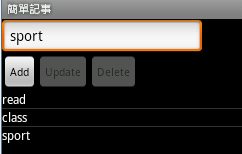 簡單記事
sport
Add Update Delete
read
class
sport